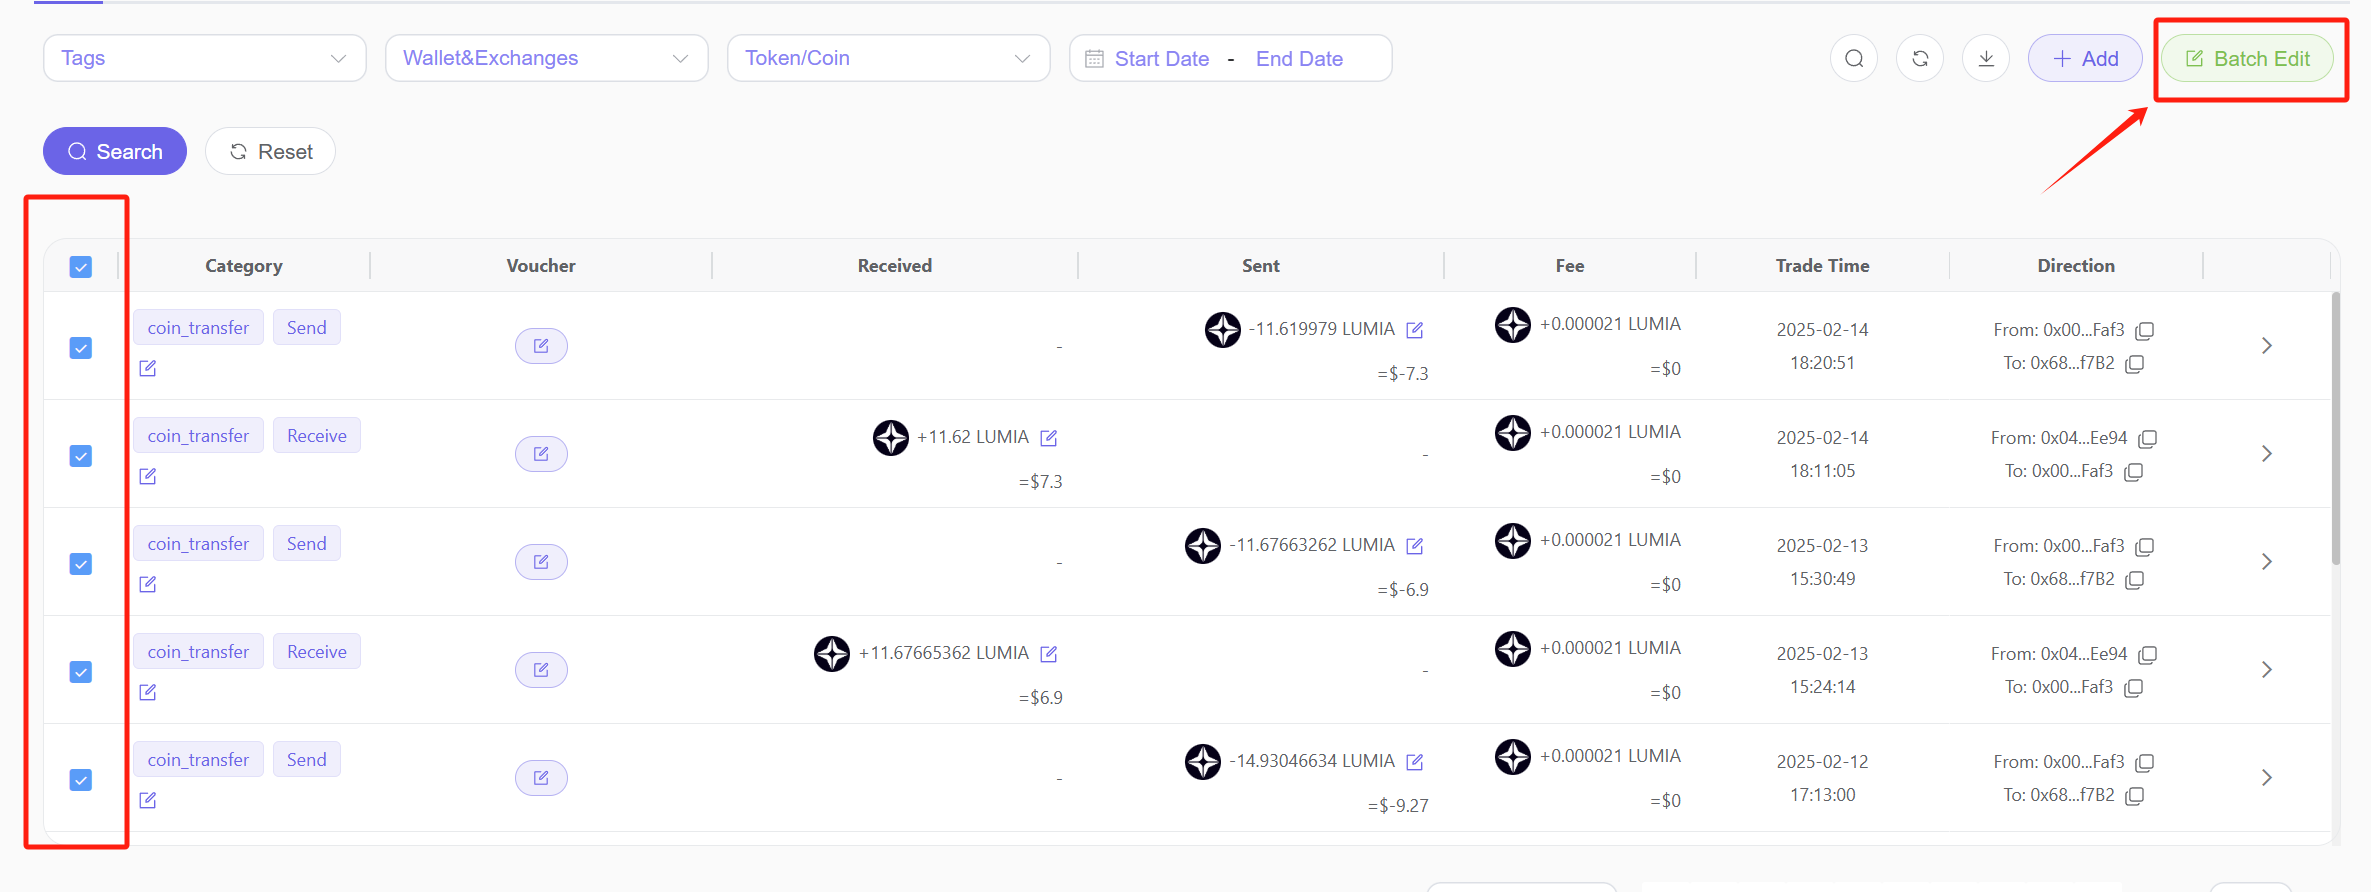 Tags Wallet&Exchanges Token/Coin Start Date - End Date Add Batch Edit
Search Reset
Category Voucher Received Sent Fee Trade Time Direction
coin_transfer Send - -11.619979 LUMIA +0.000021 LUMIA 2025-02-14 From: 0x00...Faf3
=$-7.3 =$0 18:20:51 To: 0x68...f7B2
coin_transfer Receive +11.62 LUMIA - +0.000021 LUMIA 2025-02-14 From: 0x04...Ee94
=$7.3 =$0 18:11:05 To: 0x00...Faf3
coin_transfer Send - -11.67663262 LUMIA +0.000021 LUMIA 2025-02-13 From: 0x00...Faf3
=$-6.9 =$0 15:30:49 To: 0x68...f7B2
coin_transfer Receive +11.67665362 LUMIA - +0.000021 LUMIA 2025-02-13 From: 0x04...Ee94
=$6.9 =$0 15:24:14 To: 0x00...Faf3
coin_transfer Send - -14.93046634 LUMIA +0.000021 LUMIA 2025-02-12 From: 0x00...Faf3
=$-9.27 =$0 17:13:00 To: 0x68...f7B2